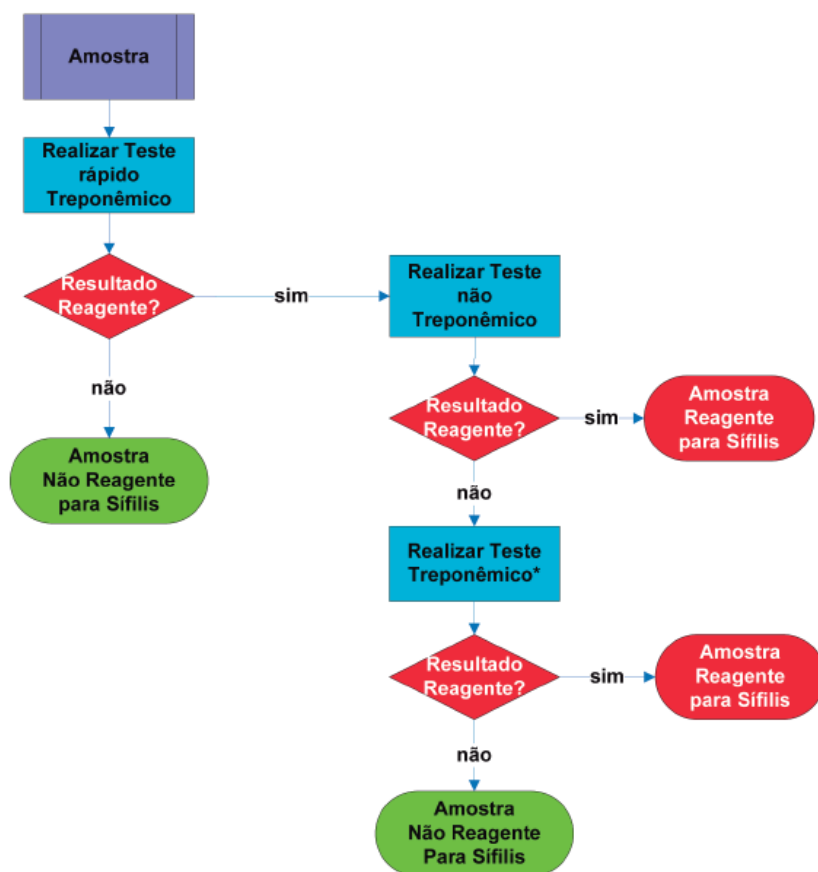 Amostra
Realizar Teste
rápido
Treponêmico
Resultado
Reagente?
não
Amostra
Não Reagente
para Sífilis
sim
Realizar Teste
não
Treponêmico
Resultado
Reagente?
sim
Amostra
Reagente
para Sífilis
não
Realizar Teste
Treponêmico*
Resultado
Reagente?
sim
Amostra
Reagente
para Sífilis
não
Amostra
Não Reagente
Para Sífilis